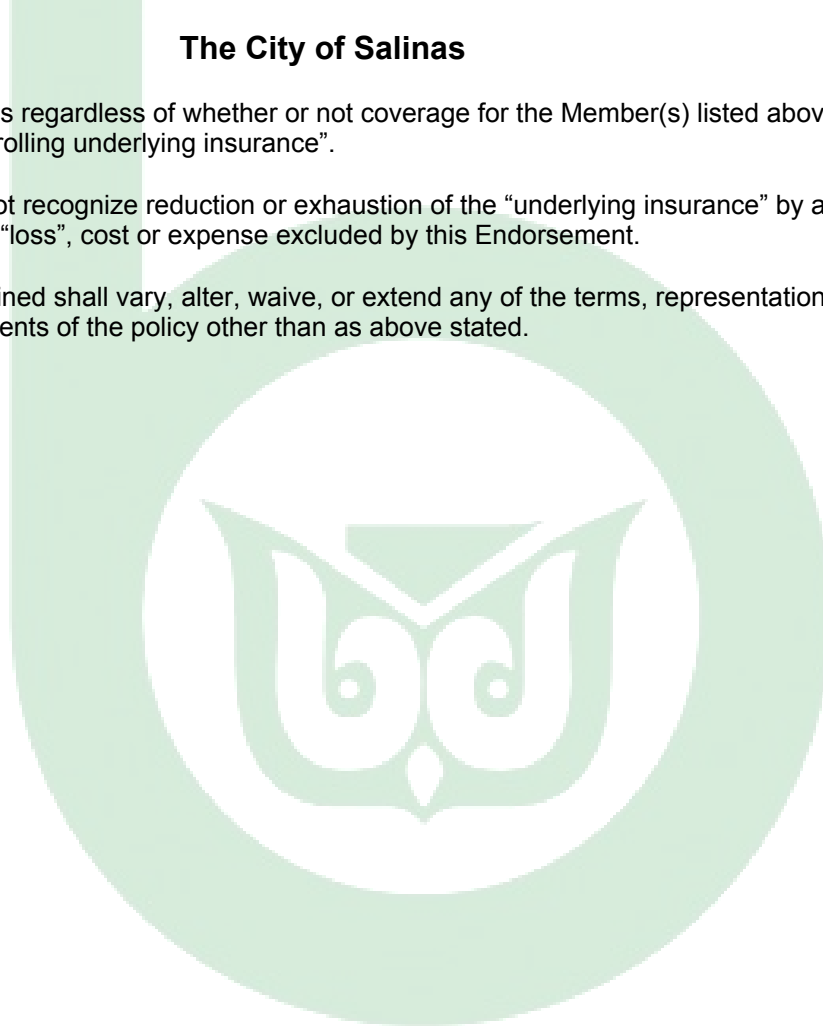 The City of Salinas
s regardless of whether or not coverage for the Member(s) listed abov
rolling underlying insurance”.
ot recognize reduction or exhaustion of the “underlying insurance” by a
“loss”, cost or expense excluded by this Endorsement.
ined shall vary, alter, waive, or extend any of the terms, representation
ents of the policy other than as above stated.